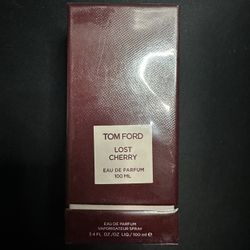 TOM FORD
LOST
CHERRY
EAU DE PARFUM
100 ML
EAU DE PARFUM
VAPORISATEUR SPRAY
3.4 FL. OZ./OZ. LIQ./100 ml ℮